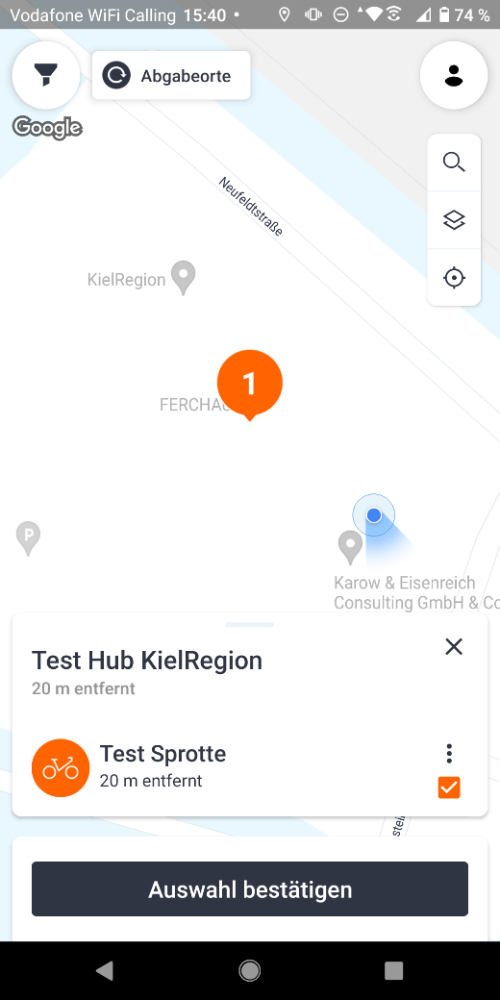 Vodafone WiFi Calling 15:40 • 74 %
Abgabeorte
Google
Neufeldtstraße
KielRegion
1
FERCHAU
P
Karow & Eisenreich
Consulting GmbH & Co
Test Hub KielRegion
20 m entfernt
Test Sprotte
20 m entfernt
Auswahl bestätigen